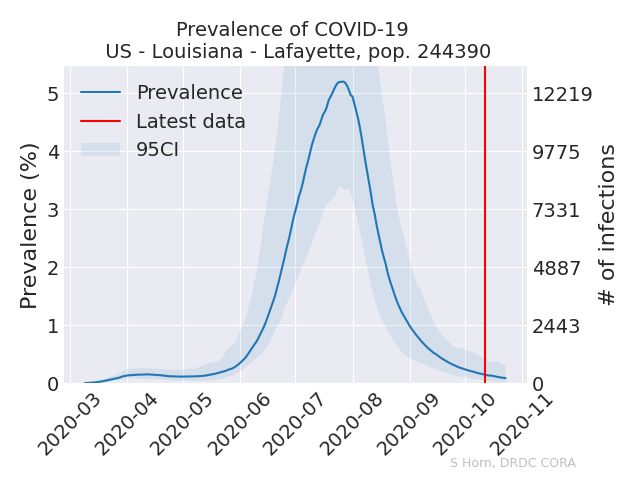 Prevalence of COVID-19
US - Louisiana - Lafayette, pop. 244390
Prevalence
Latest data
95CI
Prevalence (%)
5
4
3
2
1
0
12219
9775
7331
4887
2443
0
# of infections
2020-03
2020-04
2020-05
2020-06
2020-07
2020-08
2020-09
2020-10
2020-11
S Horn, DRDC CORA